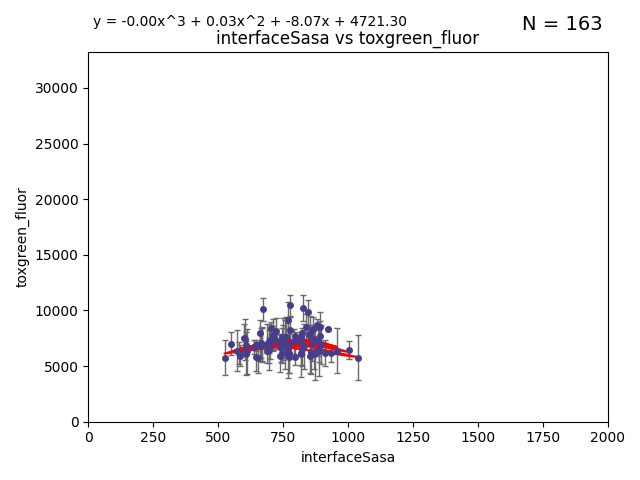 y = -0.00x^3 + 0.03x^2 + -8.07x + 4721.30
N = 163
interfaceSasa vs toxgreen_fluor
30000
25000
20000
15000
10000
5000
0
toxgreen_fluor
0 250 500 750 1000 1250 1500 1750 2000
interfaceSasa